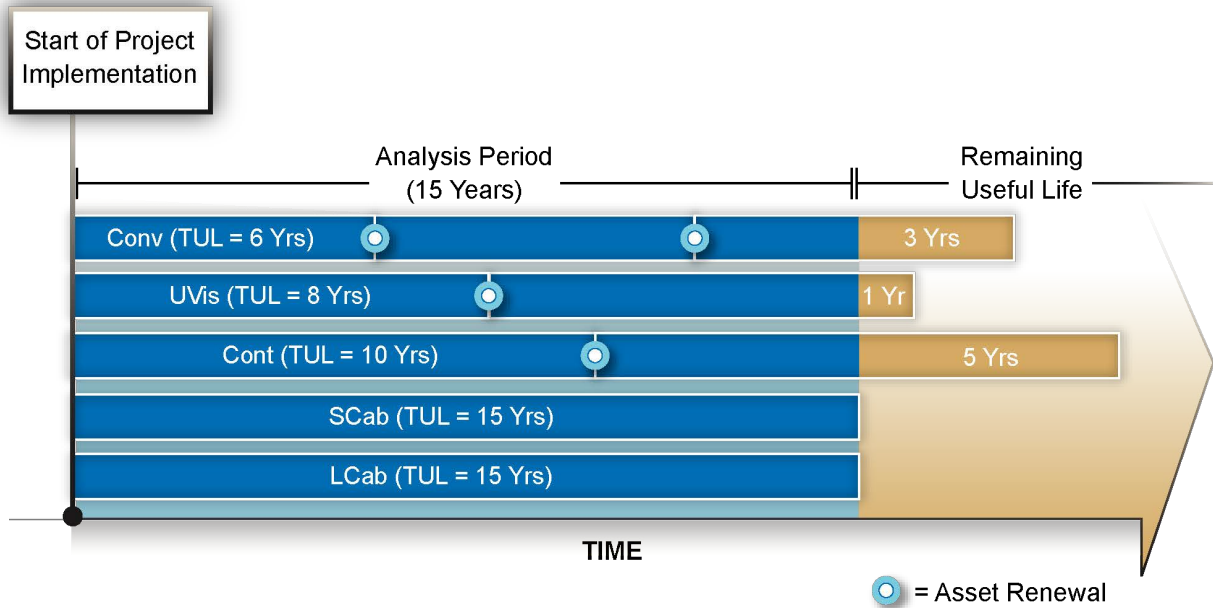 Start of Project
Implementation
Analysis Period
(15 Years)
Remaining
Useful Life
Conv (TUL = 6 Yrs)
3 Yrs
UVis (TUL = 8 Yrs)
1 Yr
Cont (TUL = 10 Yrs)
5 Yrs
SCab (TUL = 15 Yrs)
LCab (TUL = 15 Yrs)
TIME
= Asset Renewal